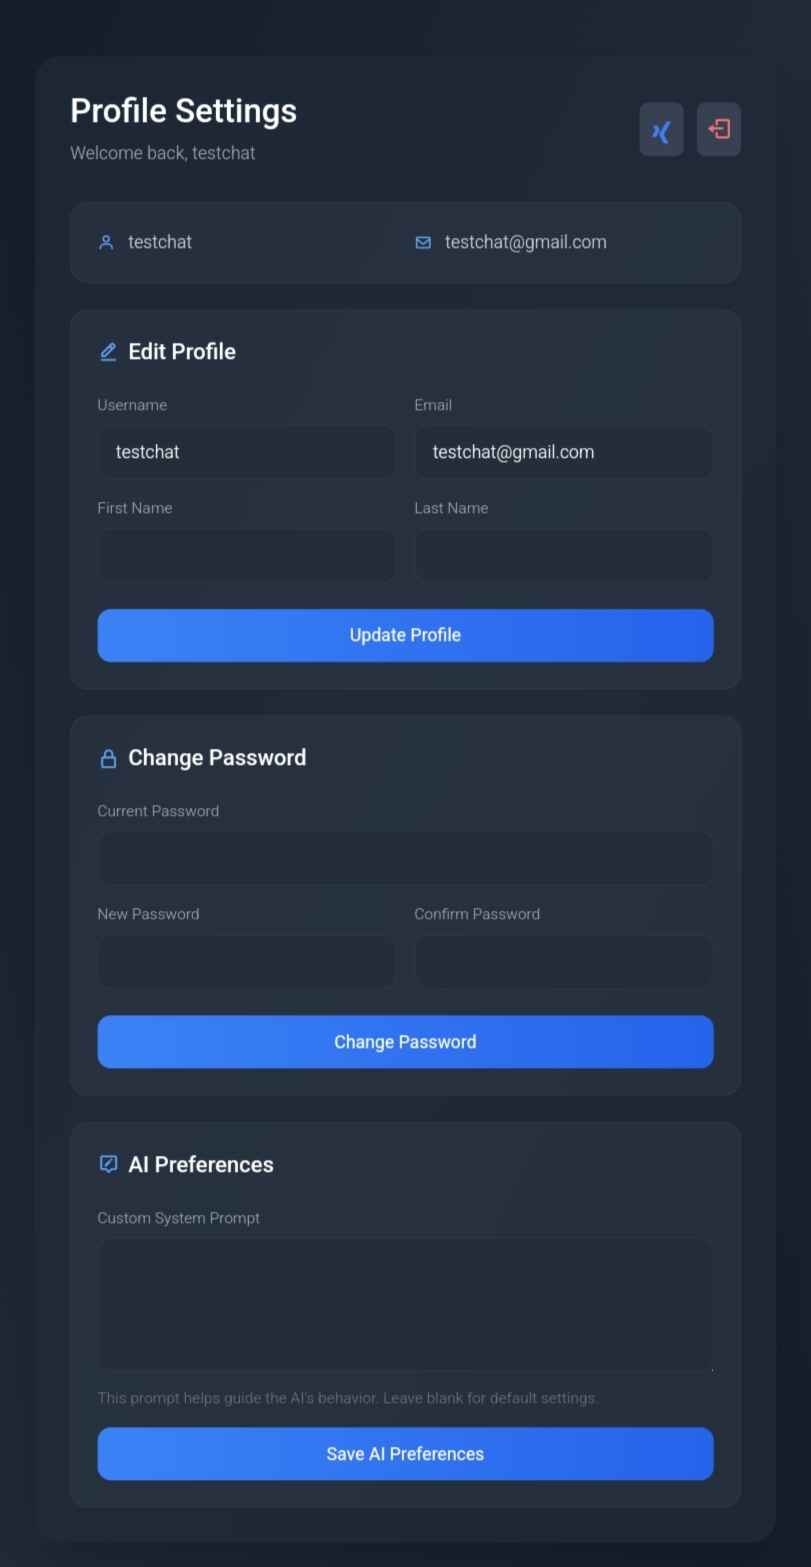 Profile Settings
Welcome back, testchat
testchat
testchat@gmail.com
Edit Profile
Username
Email
testchat
testchat@gmail.com
First Name
Last Name
Update Profile
Change Password
Current Password
New Password
Confirm Password
Change Password
AI Preferences
Custom System Prompt
This prompt helps guide the AI's behavior. Leave blank for default settings.
Save AI Preferences